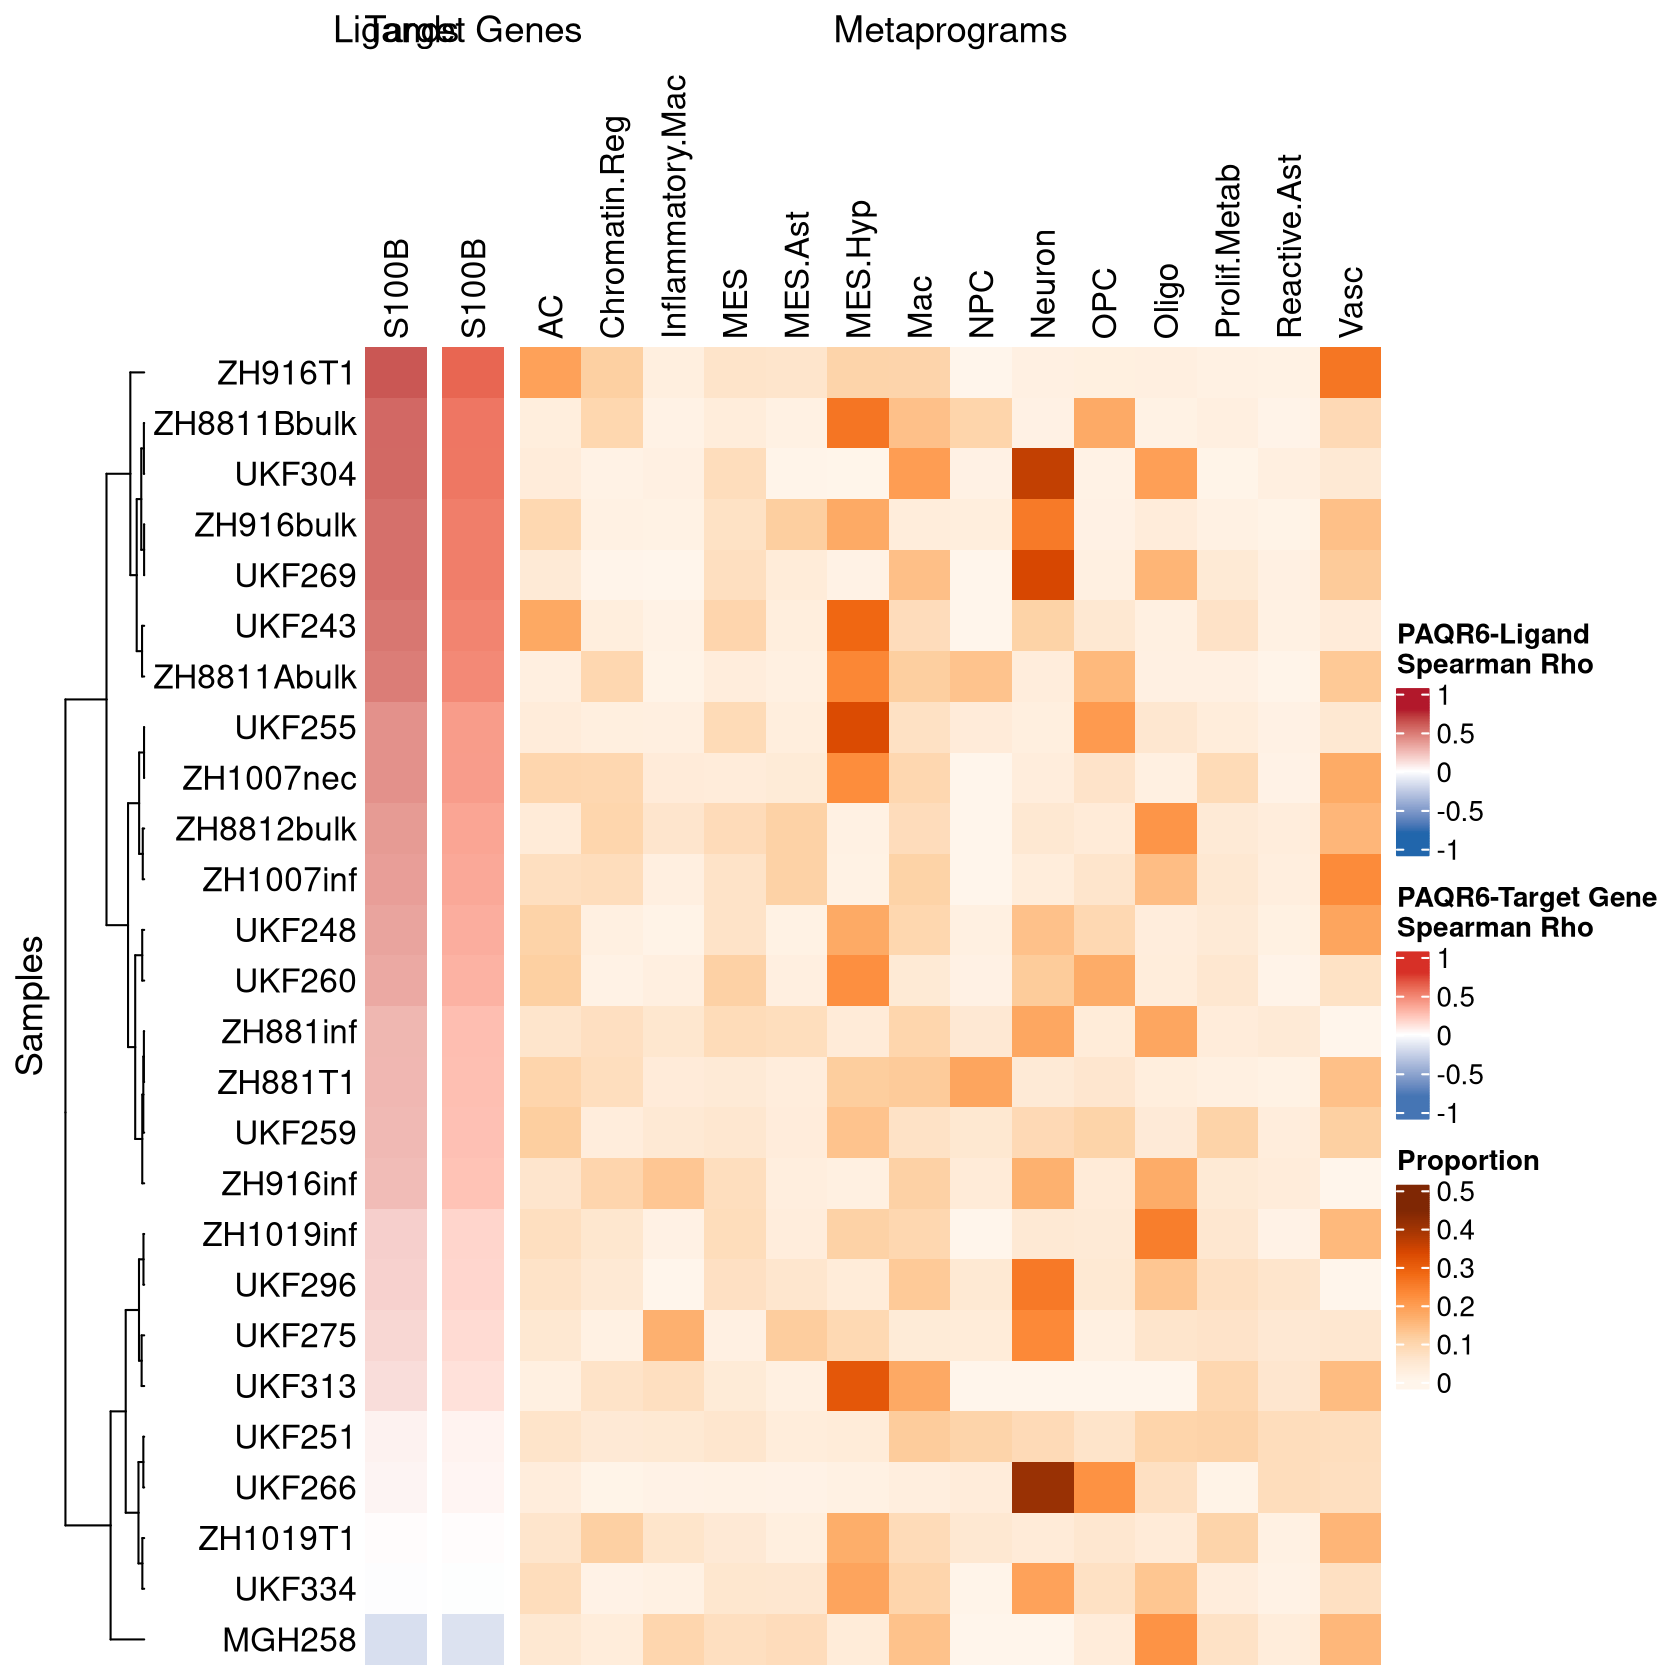 Ligands Target Genes Metaprograms
S100B S100B AC Chromatin.Reg Inflammatory.Mac MES MES.Ast MES.Hyp Mac NPC Neuron OPC Oligo Prolif.Metab Reactive.Ast Vasc
Samples
ZH916T1
ZH8811Bbulk
UKF304
ZH916bulk
UKF269
UKF243
ZH8811Abulk
UKF255
ZH1007nec
ZH8812bulk
ZH1007inf
UKF248
UKF260
ZH881inf
ZH881T1
UKF259
ZH916inf
ZH1019inf
UKF296
UKF275
UKF313
UKF251
UKF266
ZH1019T1
UKF334
MGH258
PAQR6-Ligand
Spearman Rho
1
0.5
0
-0.5
-1
PAQR6-Target Gene
Spearman Rho
1
0.5
0
-0.5
-1
Proportion
0.5
0.4
0.3
0.2
0.1
0